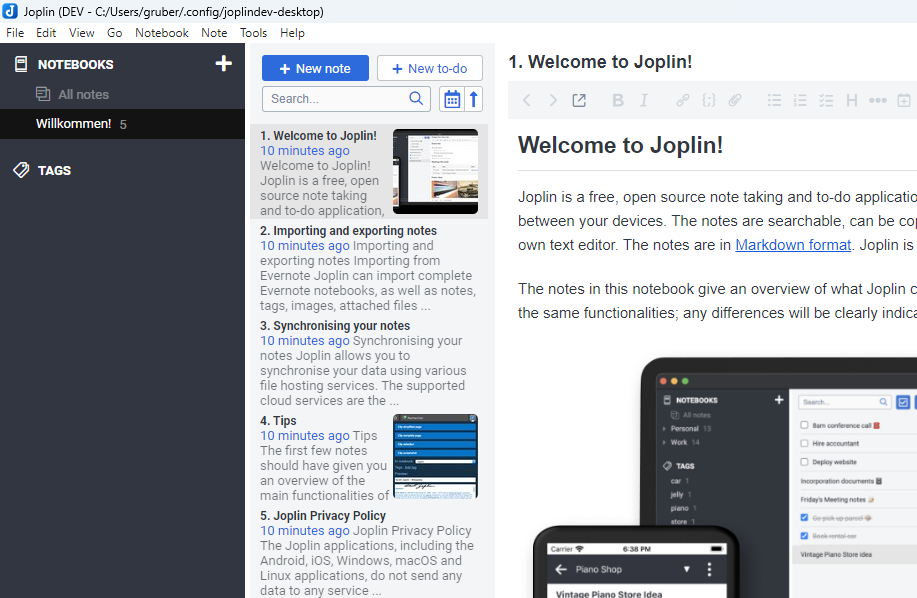 Joplin (DEV - C:/Users/gruber/.config/joplindev-desktop)
File Edit View Go Notebook Note Tools Help
NOTEBOOKS
All notes
Willkommen! 5
TAGS
+ New note
+ New to-do
Search...
1. Welcome to Joplin!
10 minutes ago
Welcome to Joplin!
Joplin is a free, open
source note taking
and to-do application,
2. Importing and exporting notes
10 minutes ago Importing and
exporting notes Importing from
Evernote Joplin can import complete
Evernote notebooks, as well as notes,
tags, images, attached files ...
3. Synchronising your notes
10 minutes ago Synchronising your
notes Joplin allows you to
synchronise your data using various
file hosting services. The supported
cloud services are the ...
4. Tips
10 minutes ago Tips
The first few notes
should have given you
an overview of the
main functionalities of
5. Joplin Privacy Policy
10 minutes ago Joplin Privacy Policy
The Joplin applications, including the
Android, iOS, Windows, macOS and
Linux applications, do not send any
data to any service ...
1. Welcome to Joplin!
B I H
Welcome to Joplin!
Joplin is a free, open source note taking and to-do applicatio
between your devices. The notes are searchable, can be cop
own text editor. The notes are in Markdown format. Joplin is
The notes in this notebook give an overview of what Joplin c
the same functionalities; any differences will be clearly indica
NOTEBOOKS
All notes
Personal 13
Work 14
TAGS
car 1
jelly 1
piano 1
store 1
Search...
8am conference call
Hire accountant
Deploy website
Incorporation documents
Friday's Meeting notes
Go pick up parcel
Book rental car
Vintage Piano Store idea
Carrier 6:38 PM
Piano Shop
Vintage Piano Store Idea